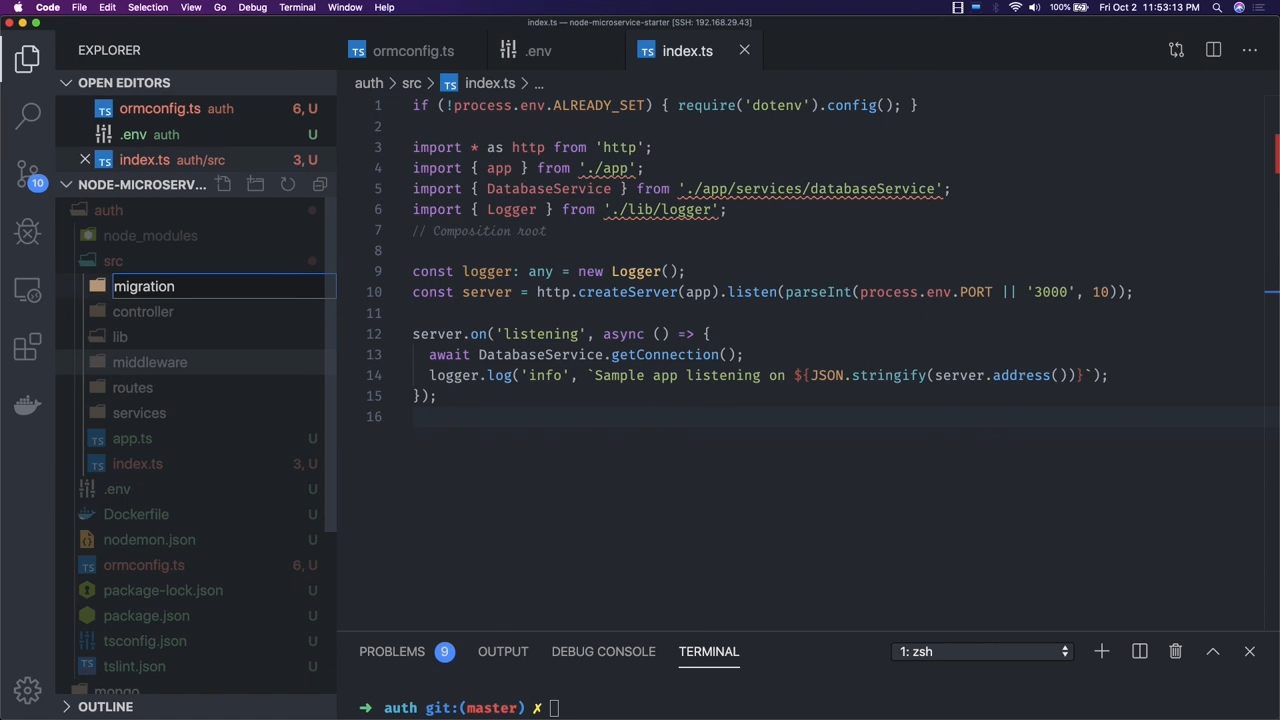 Code File Edit Selection View Go Debug Terminal Window Help 100% Fri Oct 2 11:53:13 PM
index.ts — node-microservice-starter [SSH: 192.168.29.43]
EXPLORER
TS ormconfig.ts
.env
TS index.ts
OPEN EDITORS
TS ormconfig.ts auth 6, U
.env auth U
TS index.ts auth/src 3, U
10
NODE-MICROSERV...
auth
node_modules
src
migration
controller
lib
middleware
routes
services
TS app.ts U
TS index.ts 3, U
.env U
Dockerfile U
nodemon.json U
TS ormconfig.ts 6, U
package-lock.json U
package.json U
tsconfig.json U
tslint.json U
mongo
OUTLINE
auth > src > TS index.ts > ...
1 if (!process.env.ALREADY_SET) { require('dotenv').config(); }
2
3 import * as http from 'http';
4 import { app } from './app';
5 import { DatabaseService } from './app/services/databaseService';
6 import { Logger } from './lib/logger';
7 // Composition root
8
9 const logger: any = new Logger();
10 const server = http.createServer(app).listen(parseInt(process.env.PORT || '3000', 10));
11
12 server.on('listening', async () => {
13 await DatabaseService.getConnection();
14 logger.log('info', `Sample app listening on ${JSON.stringify(server.address())}`);
15 });
16
PROBLEMS 9 OUTPUT DEBUG CONSOLE TERMINAL 1: zsh
➜ auth git:(master) ✗